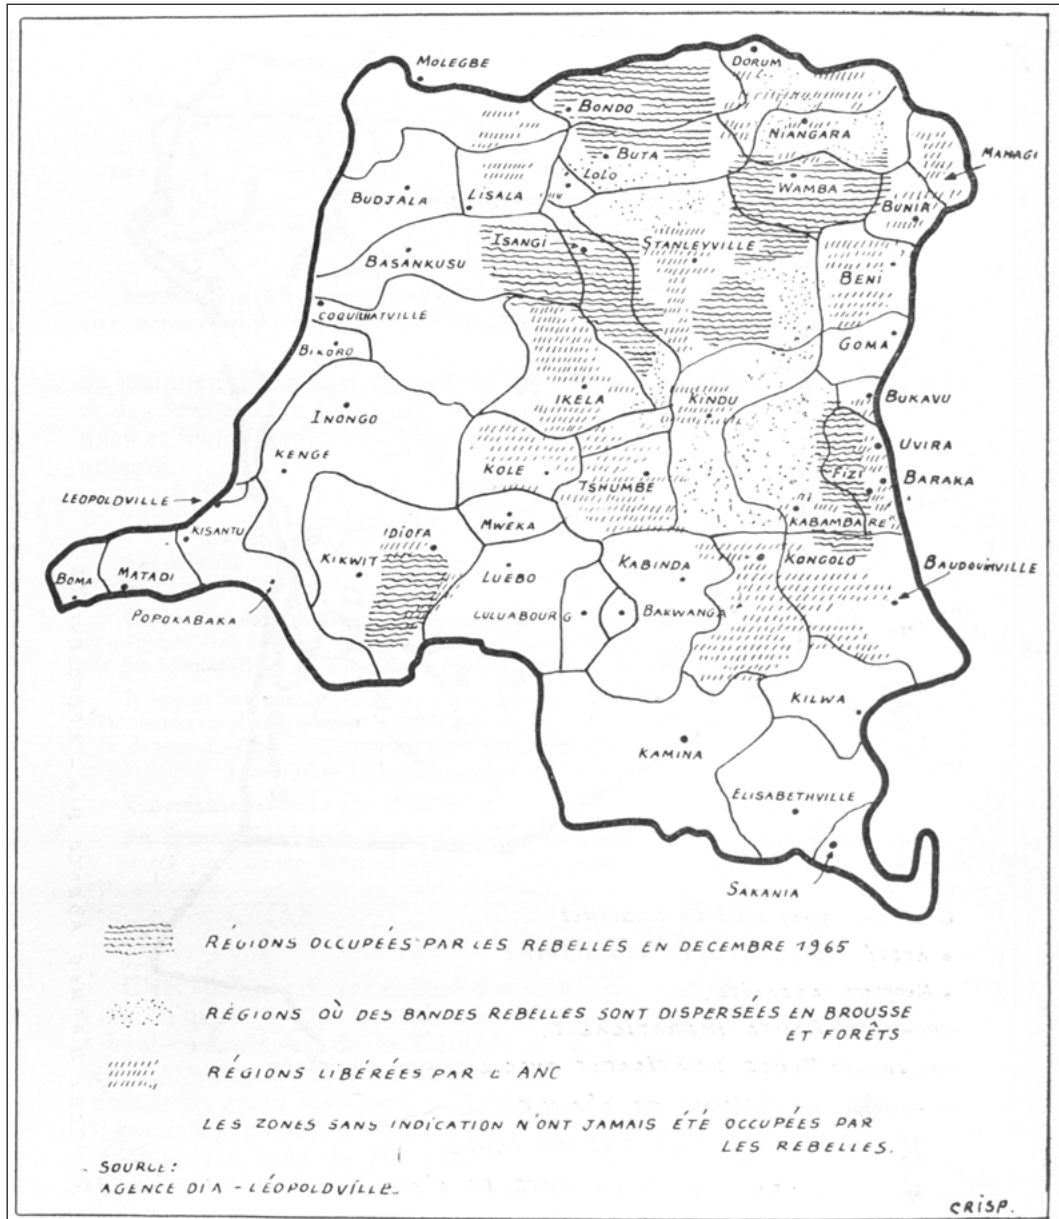 MOLEGBE
DORUM
BONDO
NIANGARA
MAHAGI
BUTA
LOLO
WAMBA
BUDJALA
LISALA
BUNIA
ISANGI
STANLEYVILLE
BASANKUSU
BENI
COQUILHATVILLE
GOMA
BIKORO
IKELA
KINDU
BUKAVU
INONGO
UVIRA
KENGE
KOLE
TSHUMBE
FIZI
BARAKA
LÉOPOLDVILLE
KISANTU
MWEKA
KABAMBARE
IDIOFA
KIKWIT
LUEBO
KABINDA
KONGOLO
BAUDOUINVILLE
BOMA
MATADI
POPOKABAKA
LULUABOURG
BAKWANGA
KILWA
KAMINA
ELISABETHVILLE
SAKANIA
RÉGIONS OCCUPÉES PAR LES REBELLES EN DECEMBRE 1965
RÉGIONS OÙ DES BANDES REBELLES SONT DISPERSÉES EN BROUSSE
ET FORÊTS
RÉGIONS LIBÉRÉES PAR L'ANC
LES ZONES SANS INDICATION N'ONT JAMAIS ÉTÉ OCCUPÉES PAR
LES REBELLES.
SOURCE:
AGENCE DIA - LÉOPOLDVILLE
CRISP.